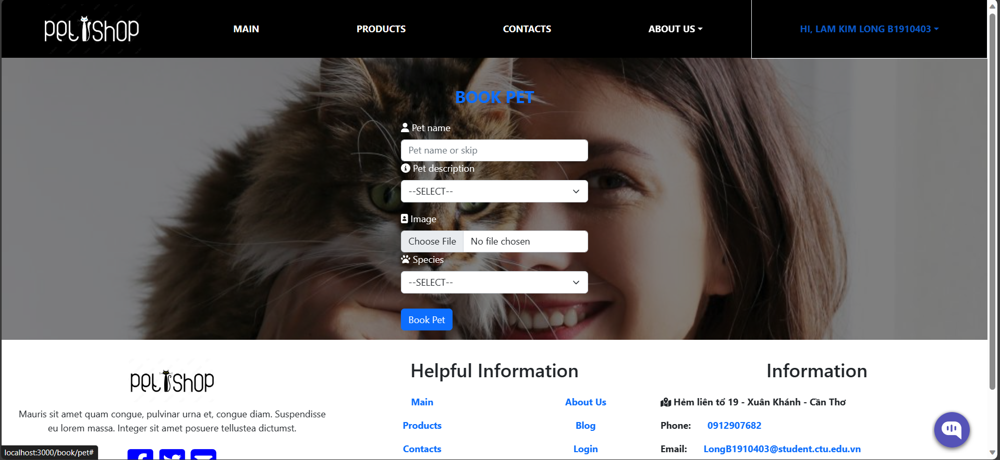 pet shop
MAIN
PRODUCTS
CONTACTS
ABOUT US
HI, LAM KIM LONG B1910403
BOOK PET
Pet name
Pet name or skip
Pet description
--SELECT--
Image
Choose File No file chosen
Species
--SELECT--
Book Pet
pet shop
Mauris sit amet quam congue, pulvinar urna et, congue diam. Suspendisse
eu lorem massa. Integer sit amet posuere tellustea dictumst.
Helpful Information
Main About Us
Products Blog
Contacts Login
Information
Hẻm liên tổ 19 - Xuân Khánh - Cần Thơ
Phone: 0912907682
Email: LongB1910403@student.ctu.edu.vn
localhost:3000/book/pet#